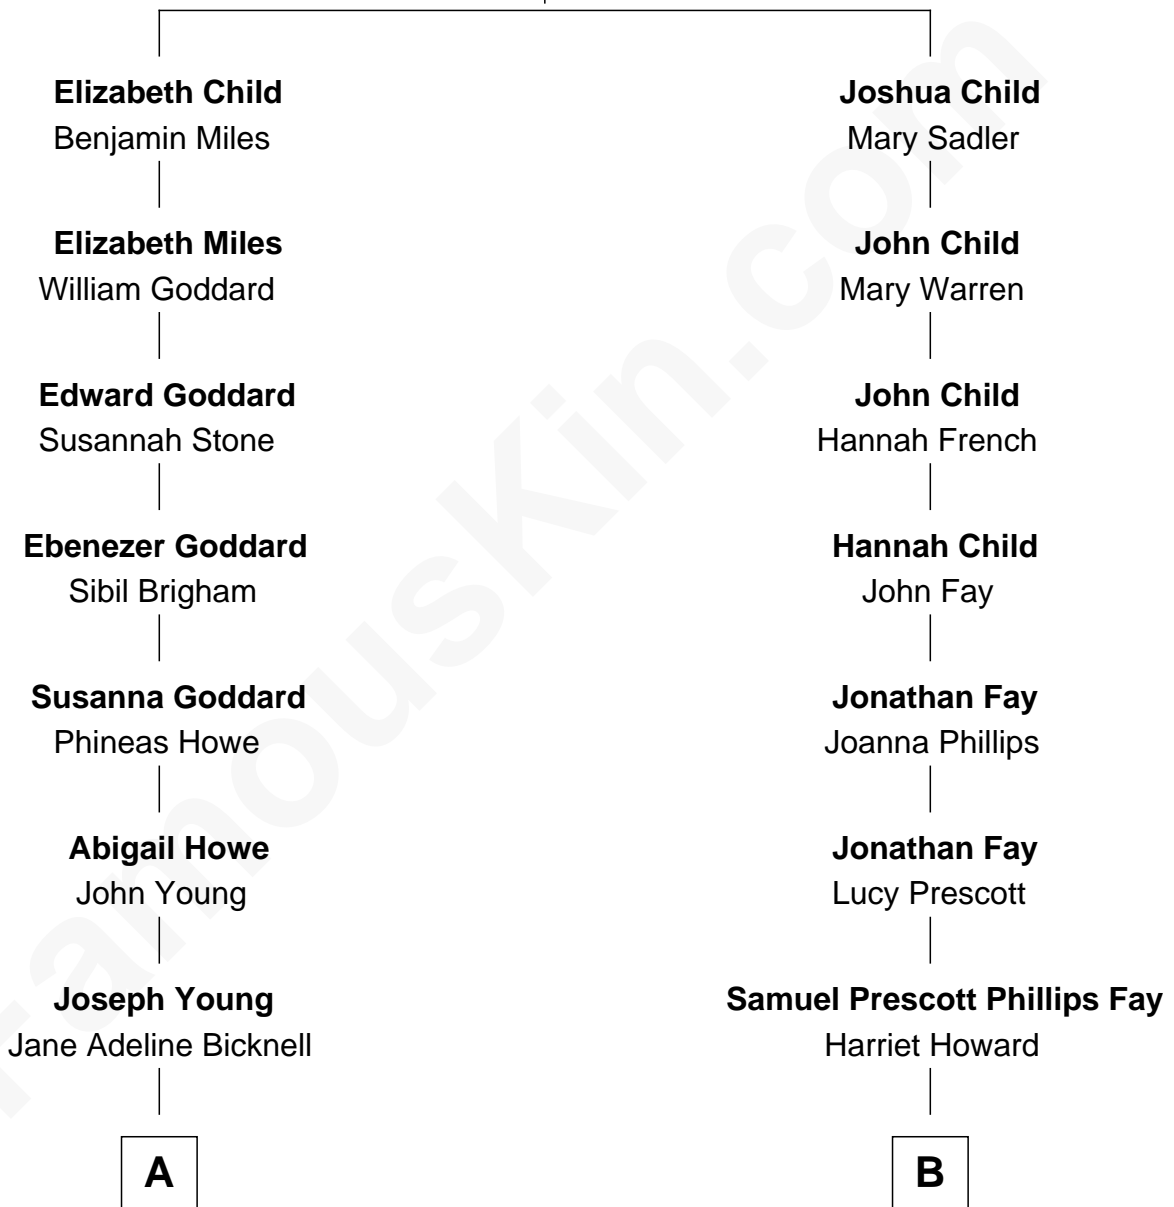 Elizabeth Child
Benjamin Miles
Elizabeth Miles
William Goddard
Edward Goddard
Susannah Stone
Ebenezer Goddard
Sibil Brigham
Susanna Goddard
Phineas Howe
Abigail Howe
John Young
Joseph Young
Jane Adeline Bicknell
A
Joshua Child
Mary Sadler
John Child
Mary Warren
John Child
Hannah French
Hannah Child
John Fay
Jonathan Fay
Joanna Phillips
Jonathan Fay
Lucy Prescott
Samuel Prescott Phillips Fay
Harriet Howard
B
FamousKin.com